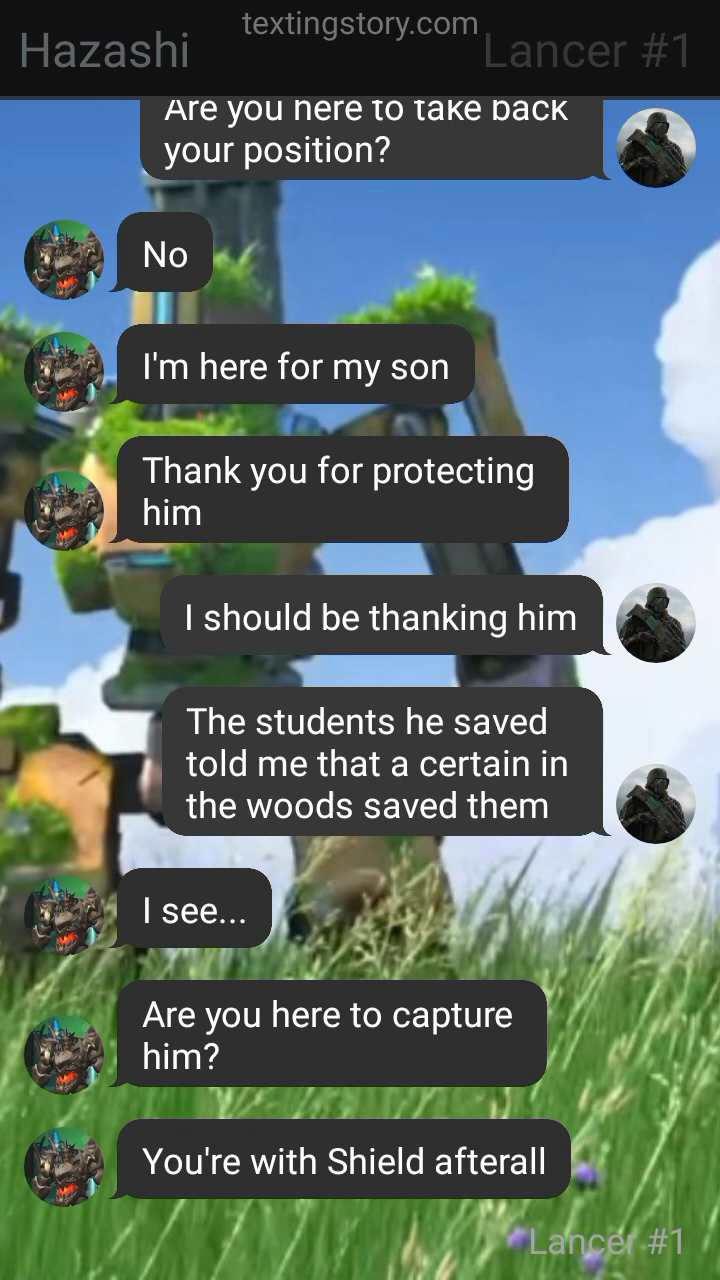 textingstory.com
Hazashi
Lancer #1
Are you here to take back
your position?
No
I'm here for my son
Thank you for protecting
him
I should be thanking him
The students he saved
told me that a certain in
the woods saved them
I see...
Are you here to capture
him?
You're with Shield afterall
Lancer #1